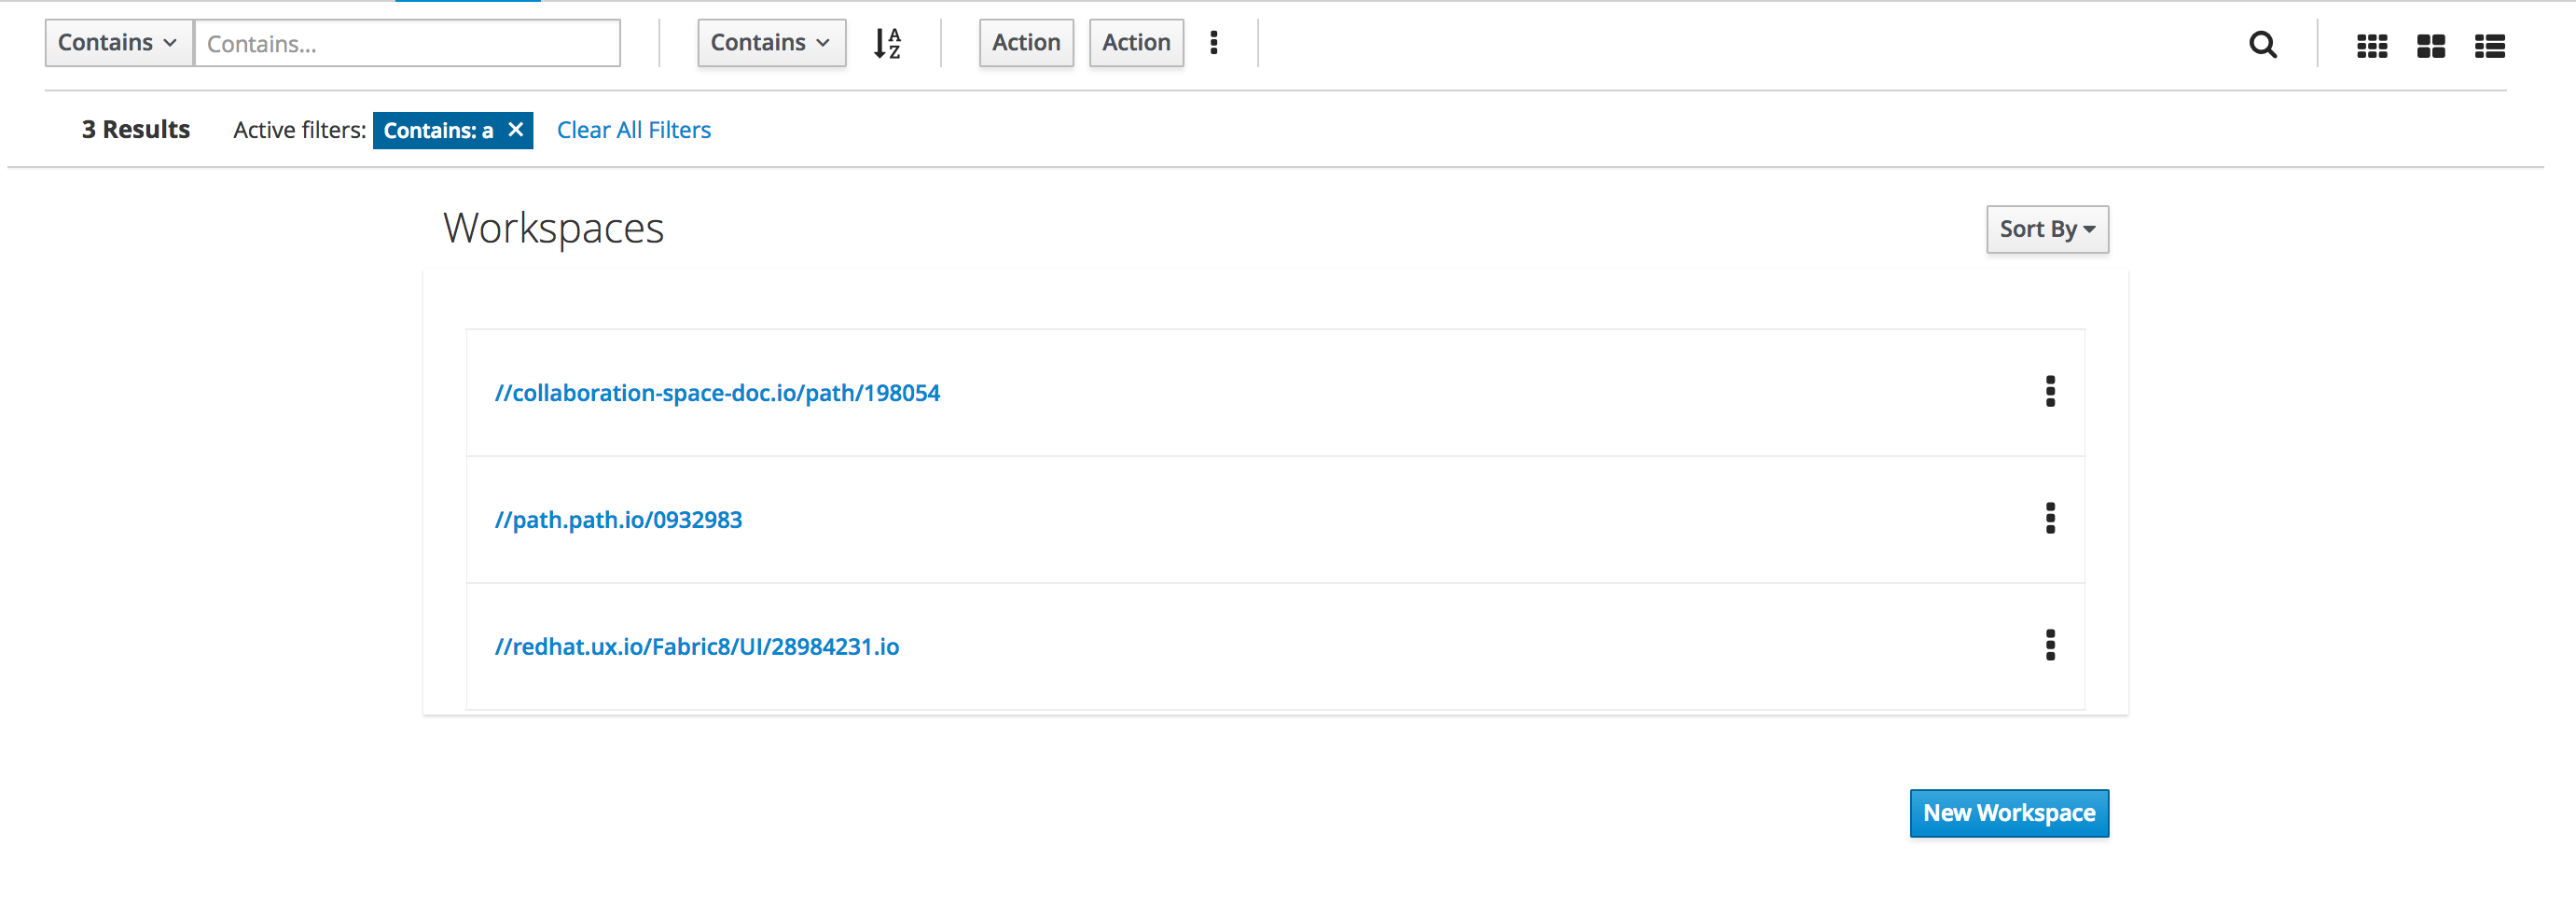 Contains Contains... Contains A Z Action Action
3 Results Active filters: Contains: a × Clear All Filters
Workspaces Sort By
//collaboration-space-doc.io/path/198054
//path.path.io/0932983
//redhat.ux.io/Fabric8/UI/28984231.io
New Workspace